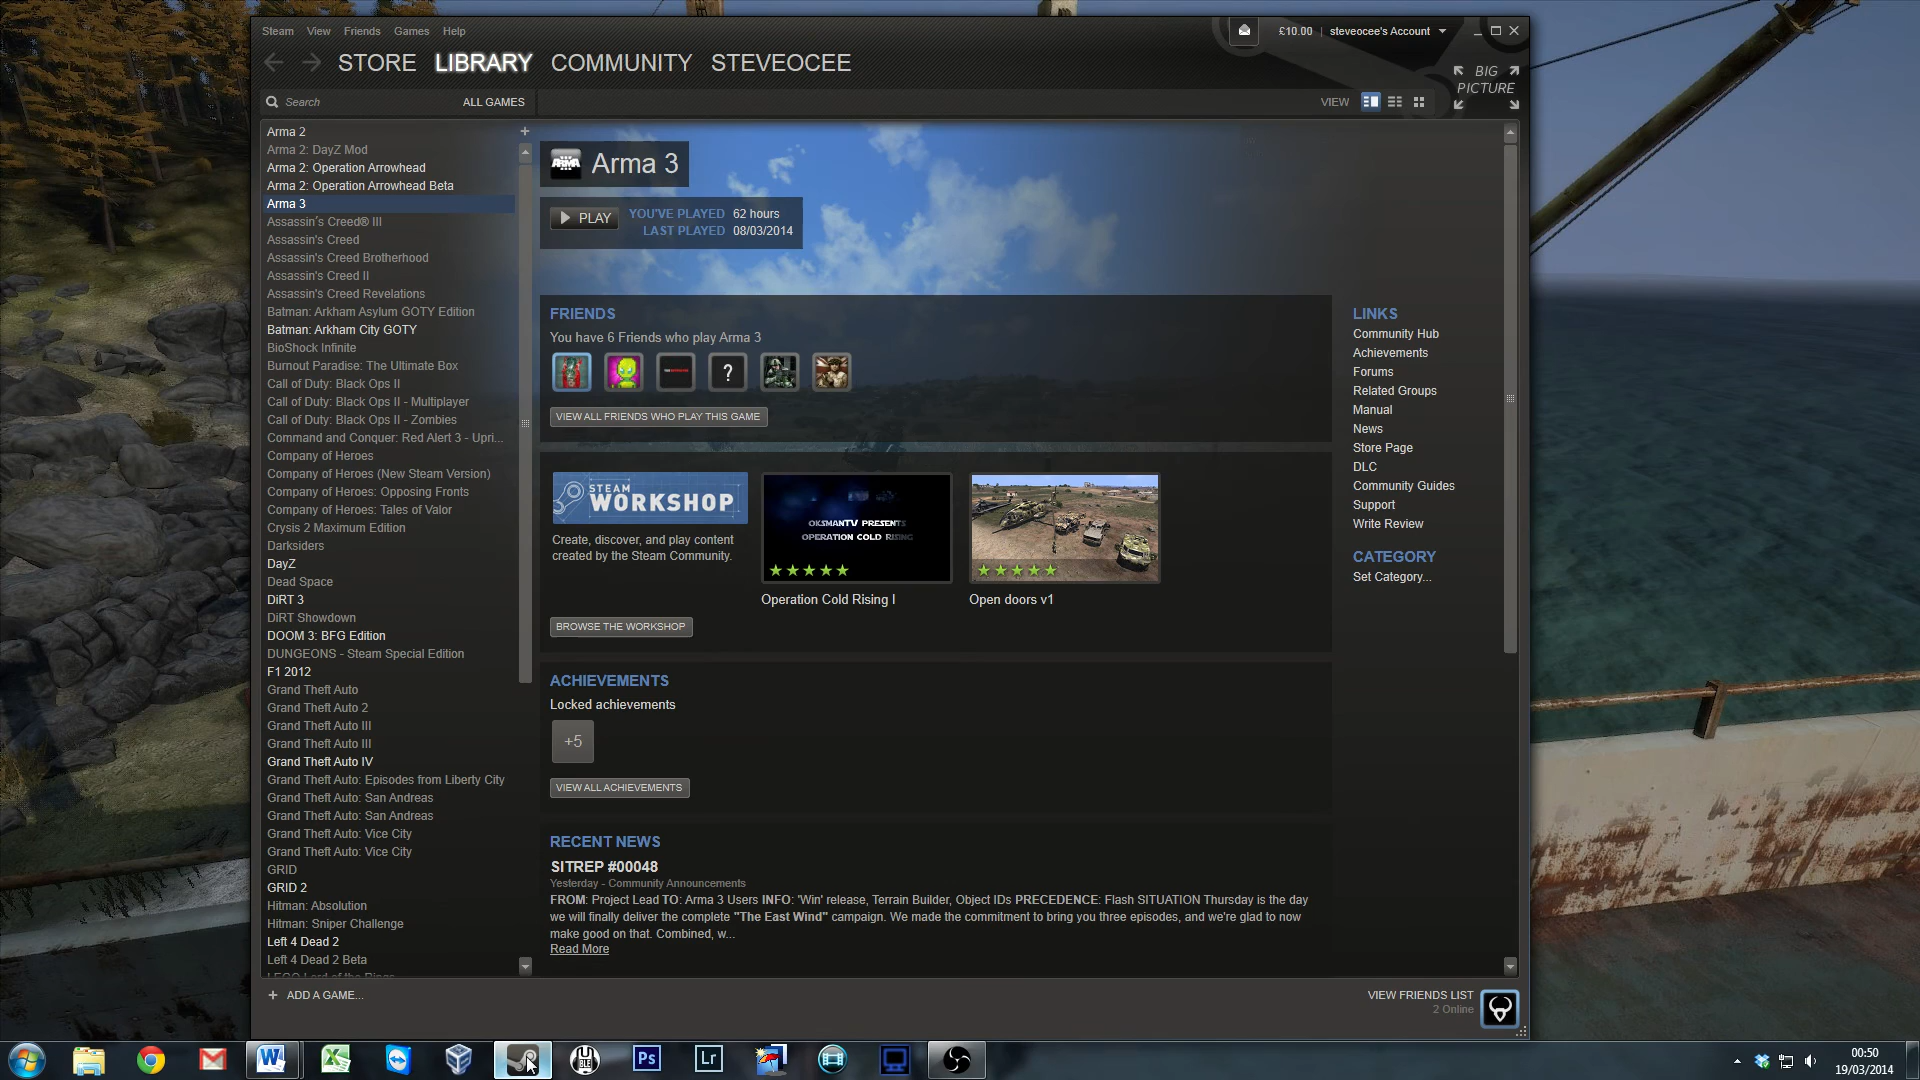 Steam View Friends Games Help
£10.00 | steveocee's Account
STORE LIBRARY COMMUNITY STEVEOCEE
BIG PICTURE
Search ALL GAMES
VIEW
Arma 2
Arma 2: DayZ Mod
Arma 2: Operation Arrowhead
Arma 2: Operation Arrowhead Beta
Arma 3
Assassin´s Creed® III
Assassin's Creed
Assassin's Creed Brotherhood
Assassin's Creed II
Assassin's Creed Revelations
Batman: Arkham Asylum GOTY Edition
Batman: Arkham City GOTY
BioShock Infinite
Burnout Paradise: The Ultimate Box
Call of Duty: Black Ops II
Call of Duty: Black Ops II - Multiplayer
Call of Duty: Black Ops II - Zombies
Command and Conquer: Red Alert 3 - Upri...
Company of Heroes
Company of Heroes (New Steam Version)
Company of Heroes: Opposing Fronts
Company of Heroes: Tales of Valor
Crysis 2 Maximum Edition
Darksiders
DayZ
Dead Space
DiRT 3
DiRT Showdown
DOOM 3: BFG Edition
DUNGEONS - Steam Special Edition
F1 2012
Grand Theft Auto
Grand Theft Auto 2
Grand Theft Auto III
Grand Theft Auto III
Grand Theft Auto IV
Grand Theft Auto: Episodes from Liberty City
Grand Theft Auto: San Andreas
Grand Theft Auto: San Andreas
Grand Theft Auto: Vice City
Grand Theft Auto: Vice City
GRID
GRID 2
Hitman: Absolution
Hitman: Sniper Challenge
Left 4 Dead 2
Left 4 Dead 2 Beta
LEGO Lord of the Rings
+ ADD A GAME...
ARMA
Arma 3
PLAY
YOU'VE PLAYED 62 hours
LAST PLAYED 08/03/2014
FRIENDS
You have 6 Friends who play Arma 3
?
VIEW ALL FRIENDS WHO PLAY THIS GAME
STEAM
WORKSHOP
Create, discover, and play content
created by the Steam Community.
BROWSE THE WORKSHOP
OKSMANTV PRESENTS
OPERATION COLD RISING
Operation Cold Rising I
Open doors v1
ACHIEVEMENTS
Locked achievements
+5
VIEW ALL ACHIEVEMENTS
RECENT NEWS
SITREP #00048
Yesterday - Community Announcements
FROM: Project Lead TO: Arma 3 Users INFO: 'Win' release, Terrain Builder, Object IDs PRECEDENCE: Flash SITUATION Thursday is the day
we will finally deliver the complete "The East Wind" campaign. We made the commitment to bring you three episodes, and we're glad to now
make good on that. Combined, w...
Read More
LINKS
Community Hub
Achievements
Forums
Related Groups
Manual
News
Store Page
DLC
Community Guides
Support
Write Review
CATEGORY
Set Category...
VIEW FRIENDS LIST
2 Online
Ps
Lr
00:50
19/03/2014